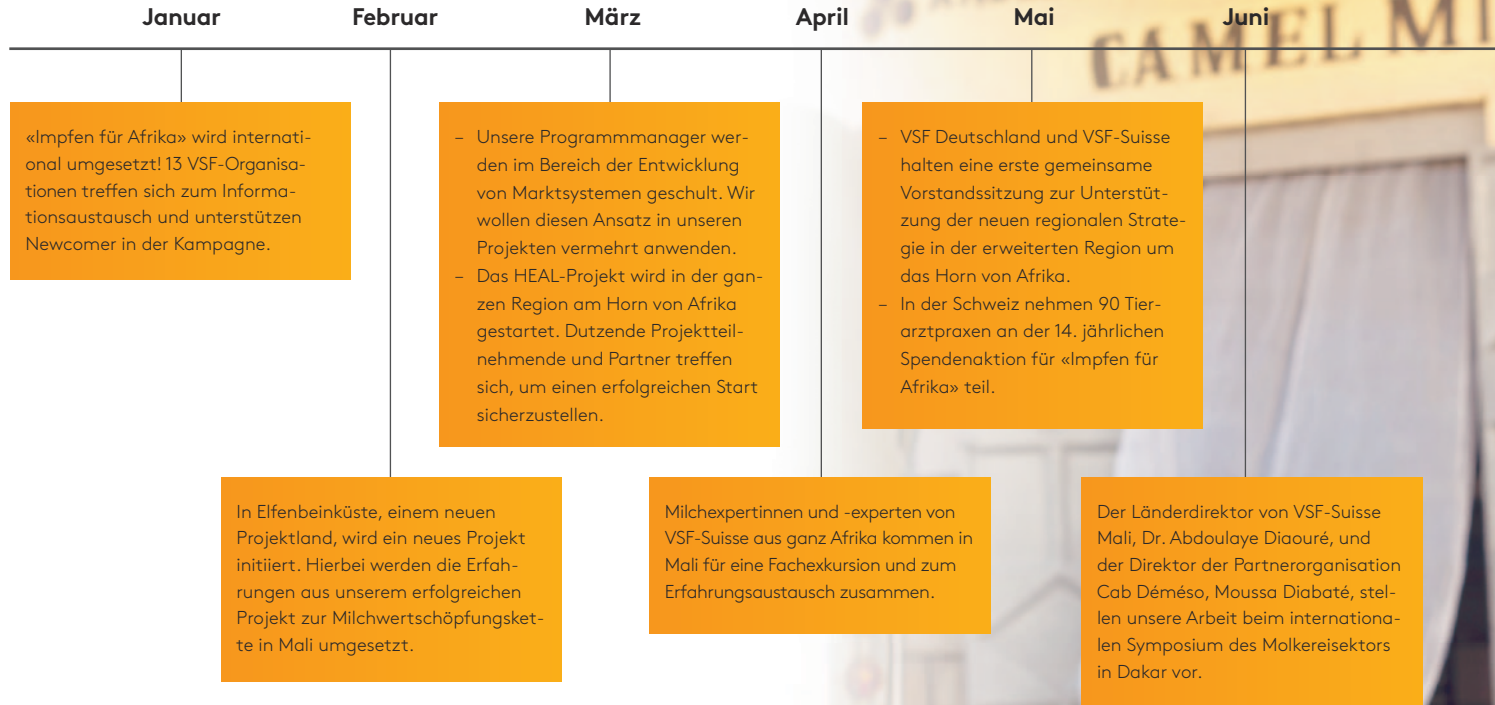 Januar
Februar
März
April
Mai
Juni
CAMEL MI
«Impfen für Afrika» wird internati-
onal umgesetzt! 13 VSF-Organisa-
tionen treffen sich zum Informa-
tionsaustausch und unterstützen
Newcomer in der Kampagne.
In Elfenbeinküste, einem neuen
Projektland, wird ein neues Projekt
initiiert. Hierbei werden die Erfah-
rungen aus unserem erfolgreichen
Projekt zur Milchwertschöpfungsket-
te in Mali umgesetzt.
– Unsere Programmmanager wer-
den im Bereich der Entwicklung
von Marktsystemen geschult. Wir
wollen diesen Ansatz in unseren
Projekten vermehrt anwenden.
– Das HEAL-Projekt wird in der gan-
zen Region am Horn von Afrika
gestartet. Dutzende Projektteil-
nehmende und Partner treffen
sich, um einen erfolgreichen Start
sicherzustellen.
Milchexpertinnen und -experten von
VSF-Suisse aus ganz Afrika kommen in
Mali für eine Fachexkursion und zum
Erfahrungsaustausch zusammen.
– VSF Deutschland und VSF-Suisse
halten eine erste gemeinsame
Vorstandssitzung zur Unterstüt-
zung der neuen regionalen Strate-
gie in der erweiterten Region um
das Horn von Afrika.
– In der Schweiz nehmen 90 Tier-
arztpraxen an der 14. jährlichen
Spendenaktion für «Impfen für
Afrika» teil.
Der Länderdirektor von VSF-Suisse
Mali, Dr. Abdoulaye Diaouré, und
der Direktor der Partnerorganisation
Cab Déméso, Moussa Diabaté, stel-
len unsere Arbeit beim internationa-
len Symposium des Molkereisektors
in Dakar vor.